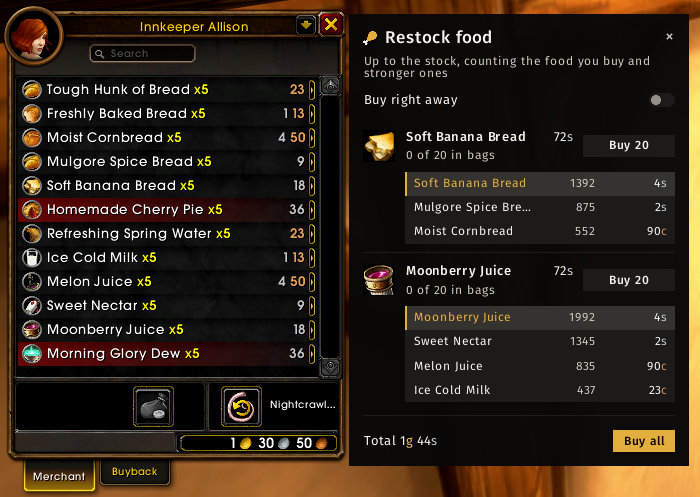 Innkeeper Allison
Search
Tough Hunk of Bread x5 23
Freshly Baked Bread x5 1 13
Moist Cornbread x5 4 50
Mulgore Spice Bread x5 9
Soft Banana Bread x5 18
Homemade Cherry Pie x5 36
Refreshing Spring Water x5 23
Ice Cold Milk x5 1 13
Melon Juice x5 4 50
Sweet Nectar x5 9
Moonberry Juice x5 18
Morning Glory Dew x5 36
Nightcrawl...
1 30 50
Merchant
Buyback
Restock food
×
Up to the stock, counting the food you buy and
stronger ones
Buy right away
Soft Banana Bread 72s
0 of 20 in bags
Buy 20
Soft Banana Bread 1392 4s
Mulgore Spice Bre... 875 2s
Moist Cornbread 552 90c
Moonberry Juice 72s
0 of 20 in bags
Buy 20
Moonberry Juice 1992 4s
Sweet Nectar 1345 2s
Melon Juice 835 90c
Ice Cold Milk 437 23c
Total 1g 44s
Buy all